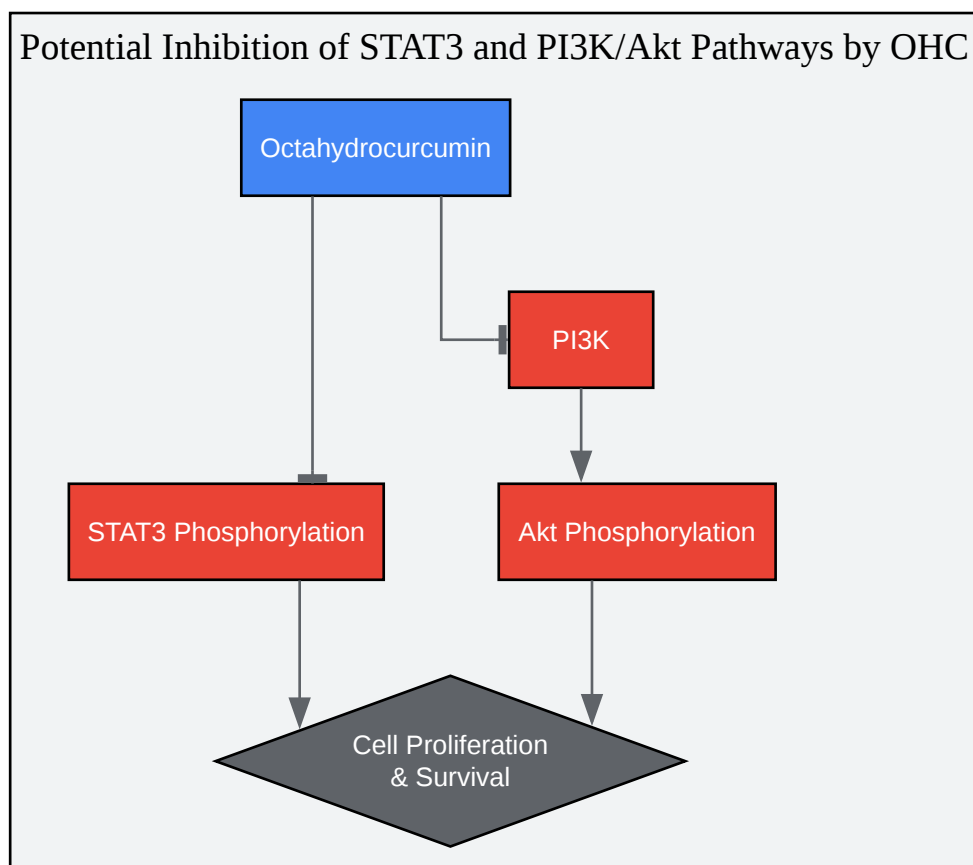 Potential Inhibition of STAT3 and PI3K/Akt Pathways by OHC
Octahydrocurcumin
PI3K
STAT3 Phosphorylation
Akt Phosphorylation
Cell Proliferation
& Survival